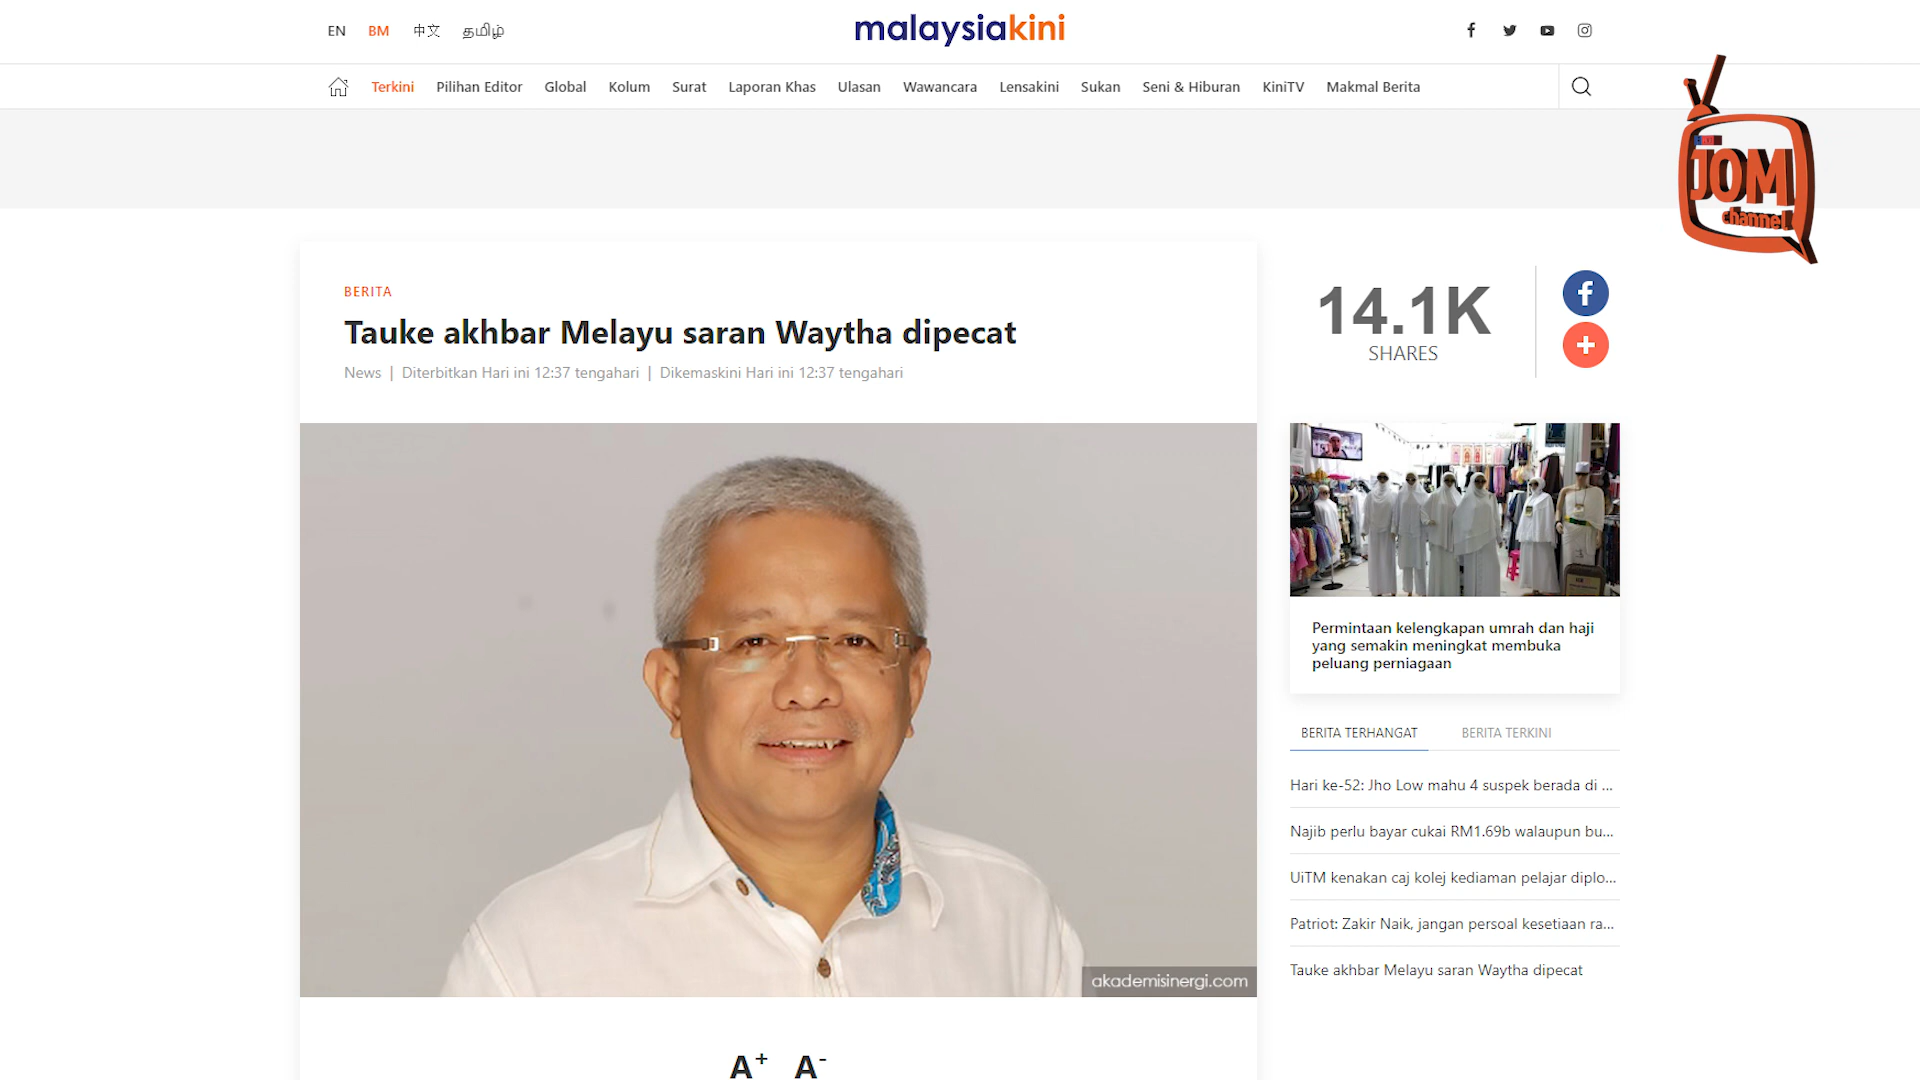 EN BM 中文 தமிழ்
malaysiakini
Terkini Pilihan Editor Global Kolum Surat Laporan Khas Ulasan Wawancara Lensakini Sukan Seni & Hiburan KiniTV Makmal Berita
JOM
channel
BERITA
Tauke akhbar Melayu saran Waytha dipecat
News | Diterbitkan Hari ini 12:37 tengahari | Dikemaskini Hari ini 12:37 tengahari
akademisinergi.com
A+ A-
14.1K
SHARES
Permintaan kelengkapan umrah dan haji
yang semakin meningkat membuka
peluang perniagaan
BERITA TERHANGAT BERITA TERKINI
Hari ke-52: Jho Low mahu 4 suspek berada di ...
Najib perlu bayar cukai RM1.69b walaupun bu...
UiTM kenakan caj kolej kediaman pelajar diplo...
Patriot: Zakir Naik, jangan persoal kesetiaan ra...
Tauke akhbar Melayu saran Waytha dipecat